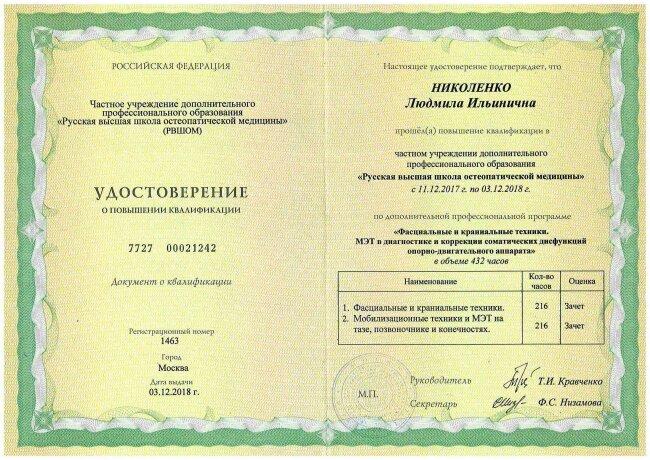 РОССИЙСКАЯ ФЕДЕРАЦИЯ
Частное учреждение дополнительного
профессионального образования
«Русская высшая школа остеопатической медицины»
(РВШОМ)
УДОСТОВЕРЕНИЕ
О ПОВЫШЕНИИ КВАЛИФИКАЦИИ
7727 00021242
Документ о квалификации
Регистрационный номер
1463
Город
Москва
Дата выдачи
03.12.2018 г.
Настоящее удостоверение подтверждает, что
НИКОЛЕНКО
Людмила Ильинична
прошёл(а) повышение квалификации в
частном учреждении дополнительного
профессионального образования
«Русская высшая школа остеопатической медицины»
с 11.12.2017 г. по 03.12.2018 г.
по дополнительной профессиональной программе
«Фасциальные и краниальные техники.
МЭТ в диагностике и коррекции соматических дисфункций
опорно-двигательного аппарата»
в объеме 432 часов
Наименование Кол-во часов Оценка
1. Фасциальные и краниальные техники. 216 Зачет
2. Мобилизационные техники и МЭТ на
тазе, позвоночнике и конечностях. 216 Зачет
М.П.
Руководитель Т.И. Кравченко
Секретарь Ф.С. Низамова